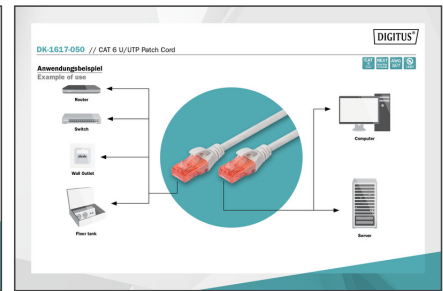 DIGITUS®
DK-1617-050 // CAT 6 U/UTP Patch Cord
Anwendungsbeispiel
Example of use
Router
Switch
Wall Outlet
Floor tank
Computer
Server